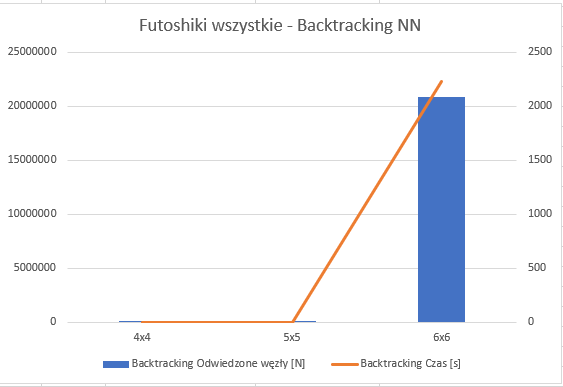 Futoshiki wszystkie - Backtracking NN
25000000 2500
20000000 2000
15000000 1500
10000000 1000
5000000 500
0 0
4x4 5x5 6x6
Backtracking Odwiedzone węzły [N] Backtracking Czas [s]